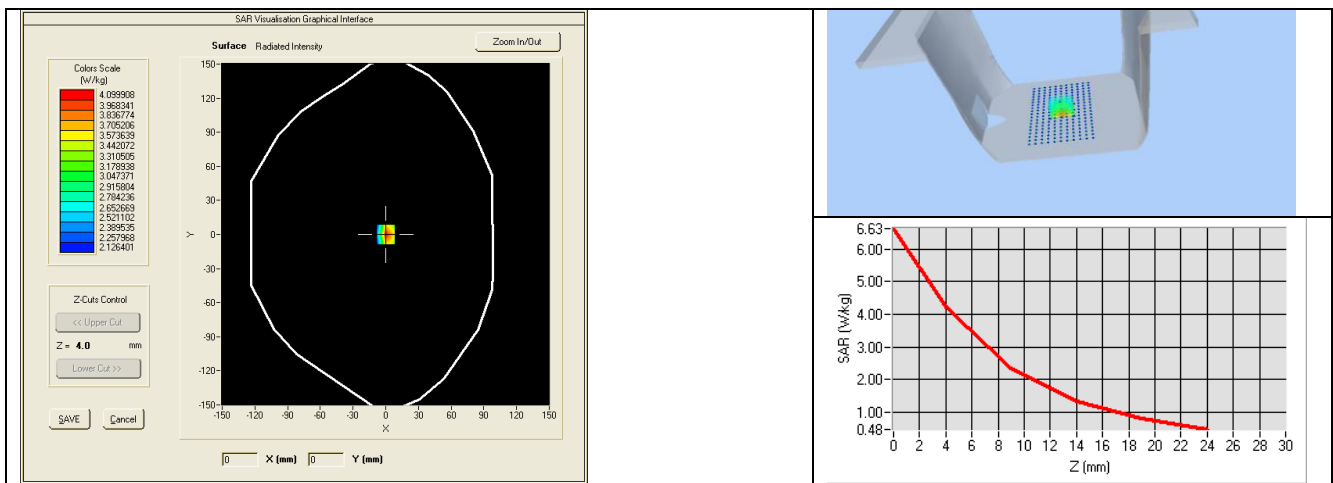 SAR Visualisation Graphical Interface
Surface Radiated Intensity
Zoom In/Out
Colors Scale
(W/kg)
4.099908
3.968341
3.836774
3.705206
3.573639
3.442072
3.310505
3.178938
3.047371
2.915804
2.784236
2.652669
2.521102
2.389535
2.257968
2.126401
Z-Cuts Control
<< Upper Cut
Z = 4.0 mm
Lower Cut >>
SAVE Cancel
150-
120-
90-
60-
30-
0-
-30-
-60-
-90-
-120-
-150-
Y
-150 -120 -90 -60 -30 0 30 60 90 120 150
X
0 X (mm) 0 Y (mm)
6.63-
6.00-
5.00-
4.00-
3.00-
2.00-
1.00-
0.48-
SAR (W/kg)
0 2 4 6 8 10 12 14 16 18 20 22 24 26 28 30
Z (mm)